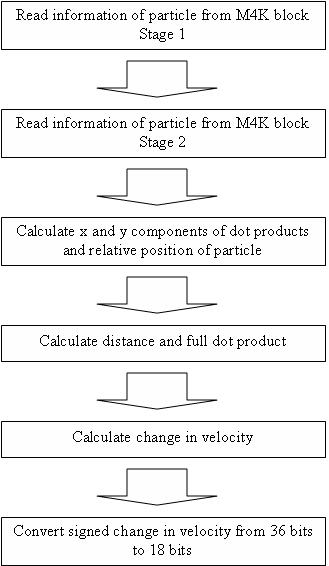 Read information of particle from M4K block
Stage 1
Read information of particle from M4K block
Stage 2
Calculate x and y components of dot products
and relative position of particle
Calculate distance and full dot product
Calculate change in velocity
Convert signed change in velocity from 36 bits
to 18 bits